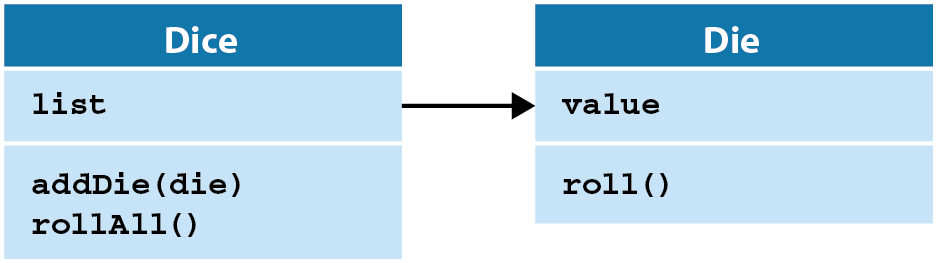 Dice
list
addDie(die)
rollAll()
Die
value
roll()